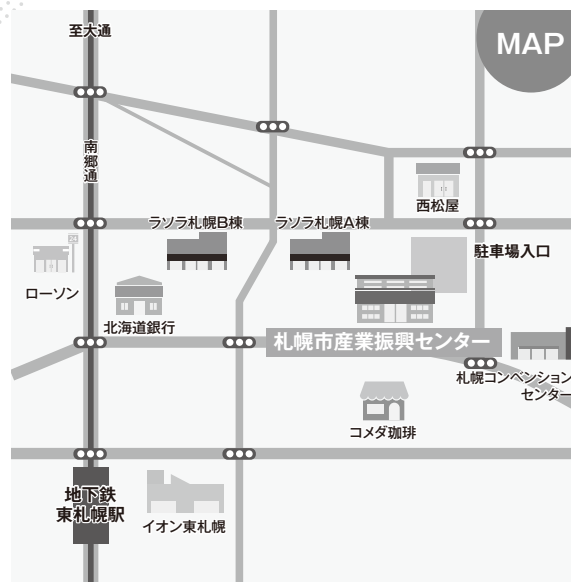 至大通
MAP
南郷通
西松屋
ラソラ札幌B棟
ラソラ札幌A棟
駐車場入口
ローソン
北海道銀行
札幌市産業振興センター
札幌コンベンション
センター
コメダ珈琲
地下鉄
東札幌駅
イオン東札幌